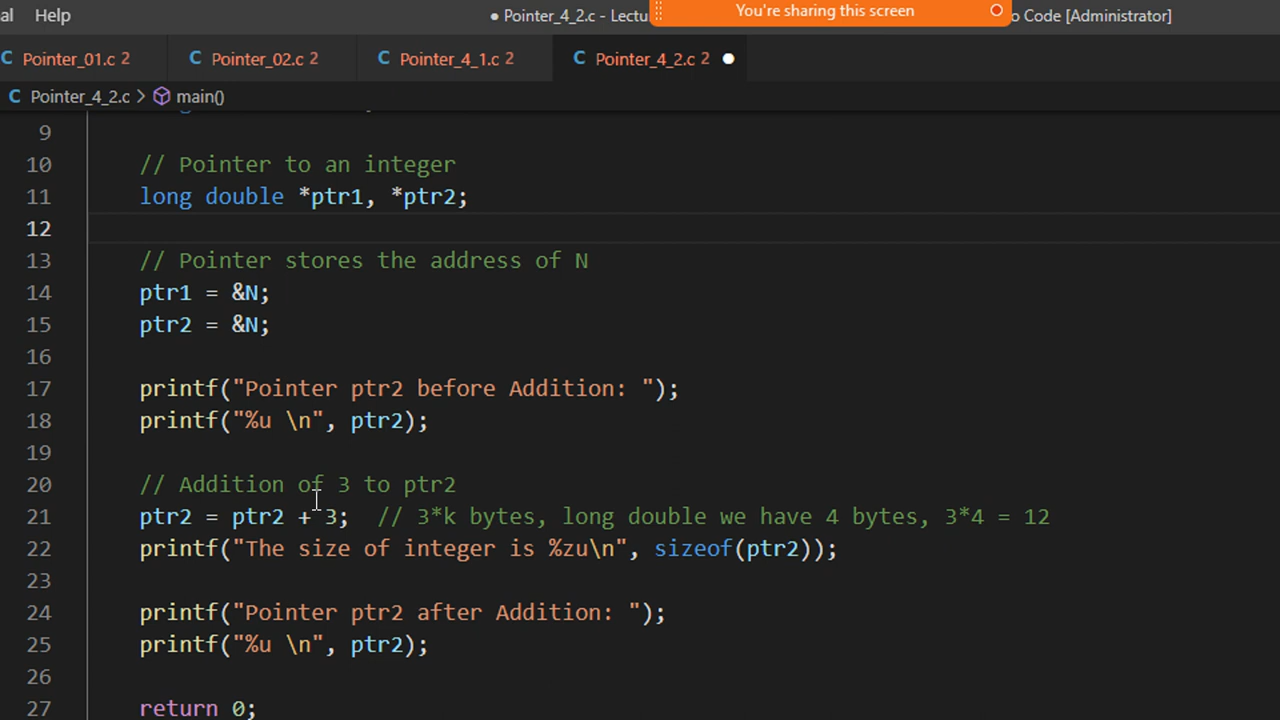 al Help
● Pointer_4_2.c - Lectu
You're sharing this screen
o Code [Administrator]
C Pointer_01.c 2 C Pointer_02.c 2 C Pointer_4_1.c 2 C Pointer_4_2.c 2 ●
C Pointer_4_2.c > main()
9
10 // Pointer to an integer
11 long double *ptr1, *ptr2;
12
13 // Pointer stores the address of N
14 ptr1 = &N;
15 ptr2 = &N;
16
17 printf("Pointer ptr2 before Addition: ");
18 printf("%u \n", ptr2);
19
20 // Addition of 3 to ptr2
21 ptr2 = ptr2 + 3; // 3*k bytes, long double we have 4 bytes, 3*4 = 12
22 printf("The size of integer is %zu\n", sizeof(ptr2));
23
24 printf("Pointer ptr2 after Addition: ");
25 printf("%u \n", ptr2);
26
27 return 0;